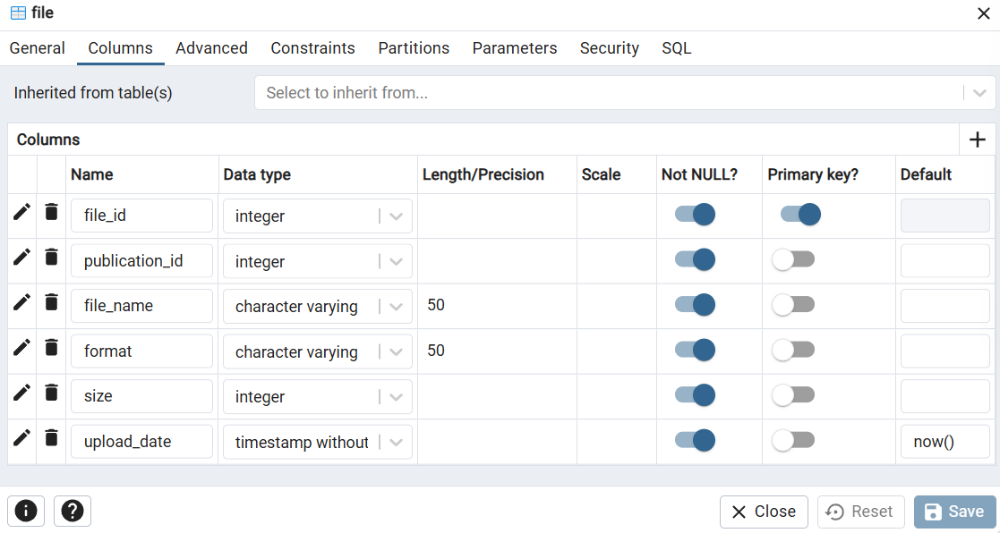 file
General Columns Advanced Constraints Partitions Parameters Security SQL
Inherited from table(s) Select to inherit from...
Columns
Name Data type Length/Precision Scale Not NULL? Primary key? Default
file_id integer
publication_id integer
file_name character varying 50
format character varying 50
size integer
upload_date timestamp without now()
Close Reset Save